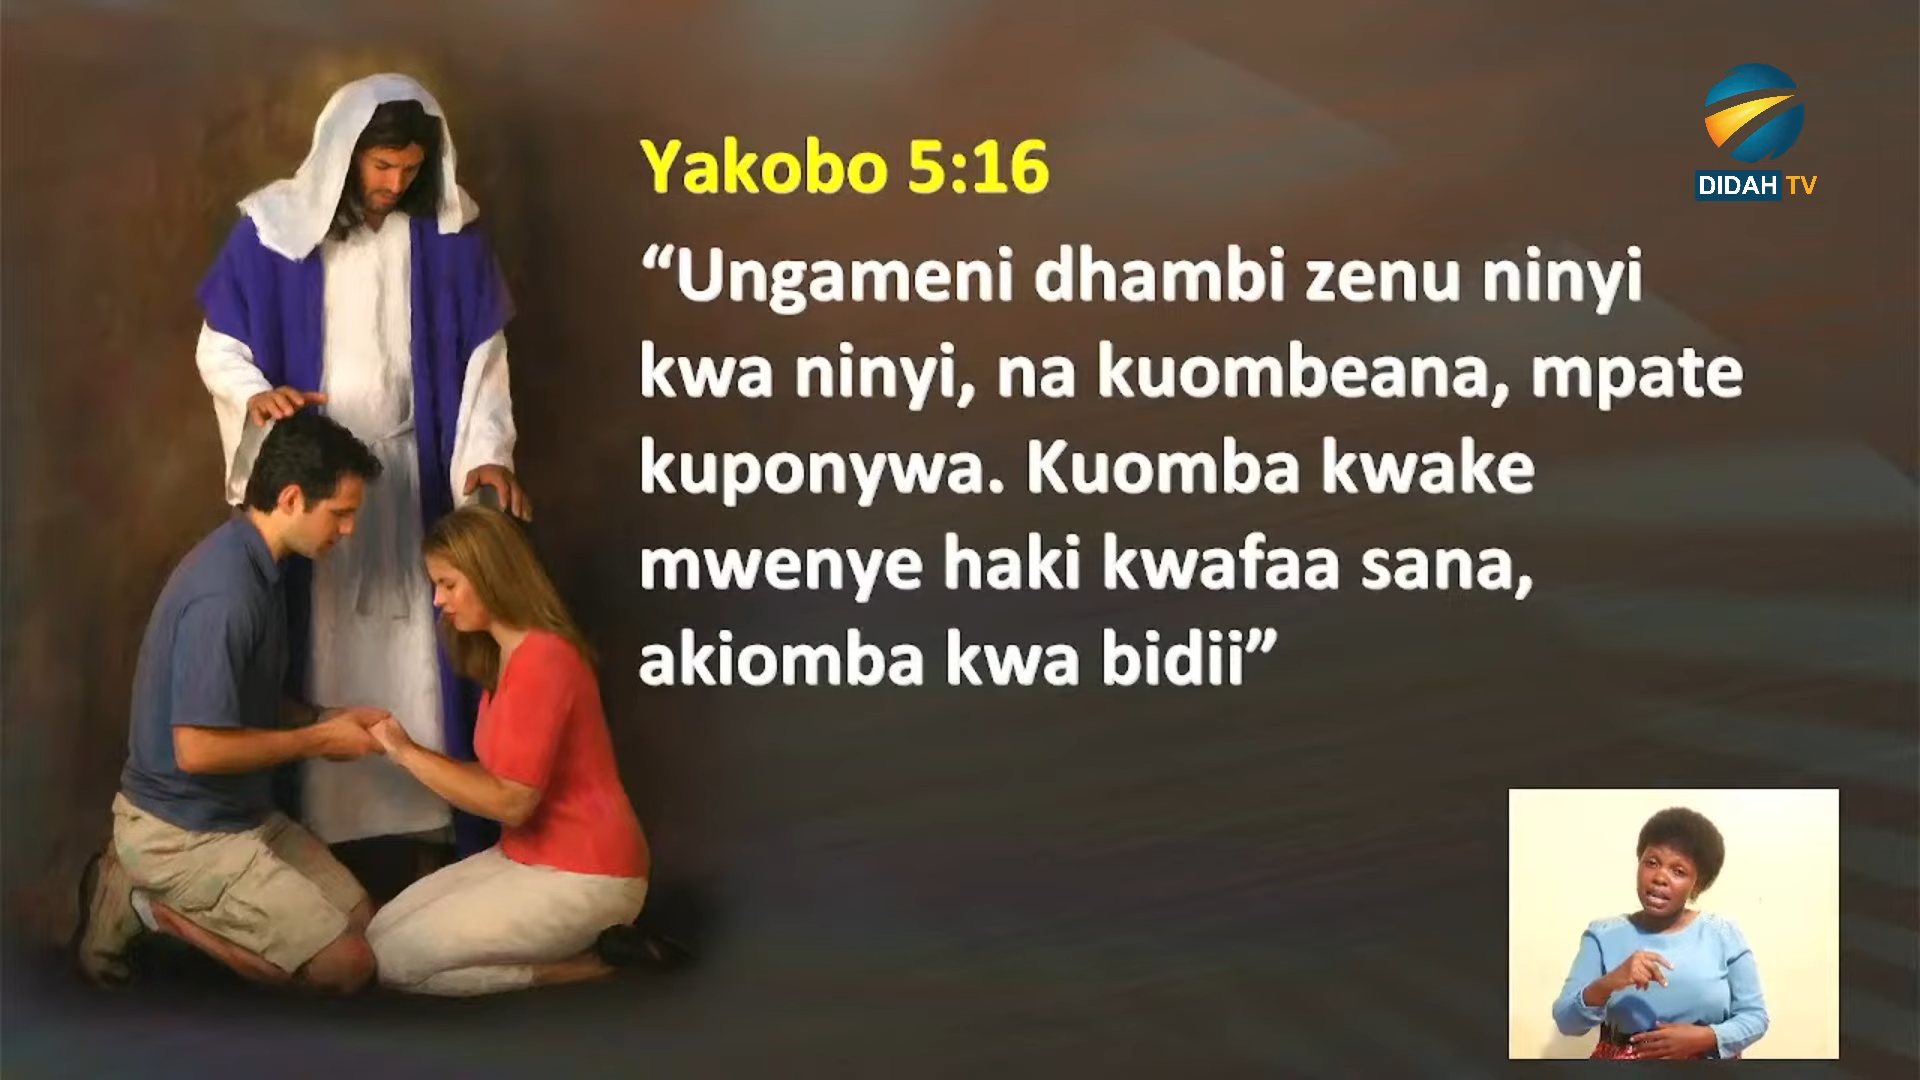 DIDAH TV
Yakobo 5:16
“Ungameni dhambi zenu ninyi
kwa ninyi, na kuombeana, mpate
kuponywa. Kuomba kwake
mwenye haki kwafaa sana,
akiomba kwa bidii”